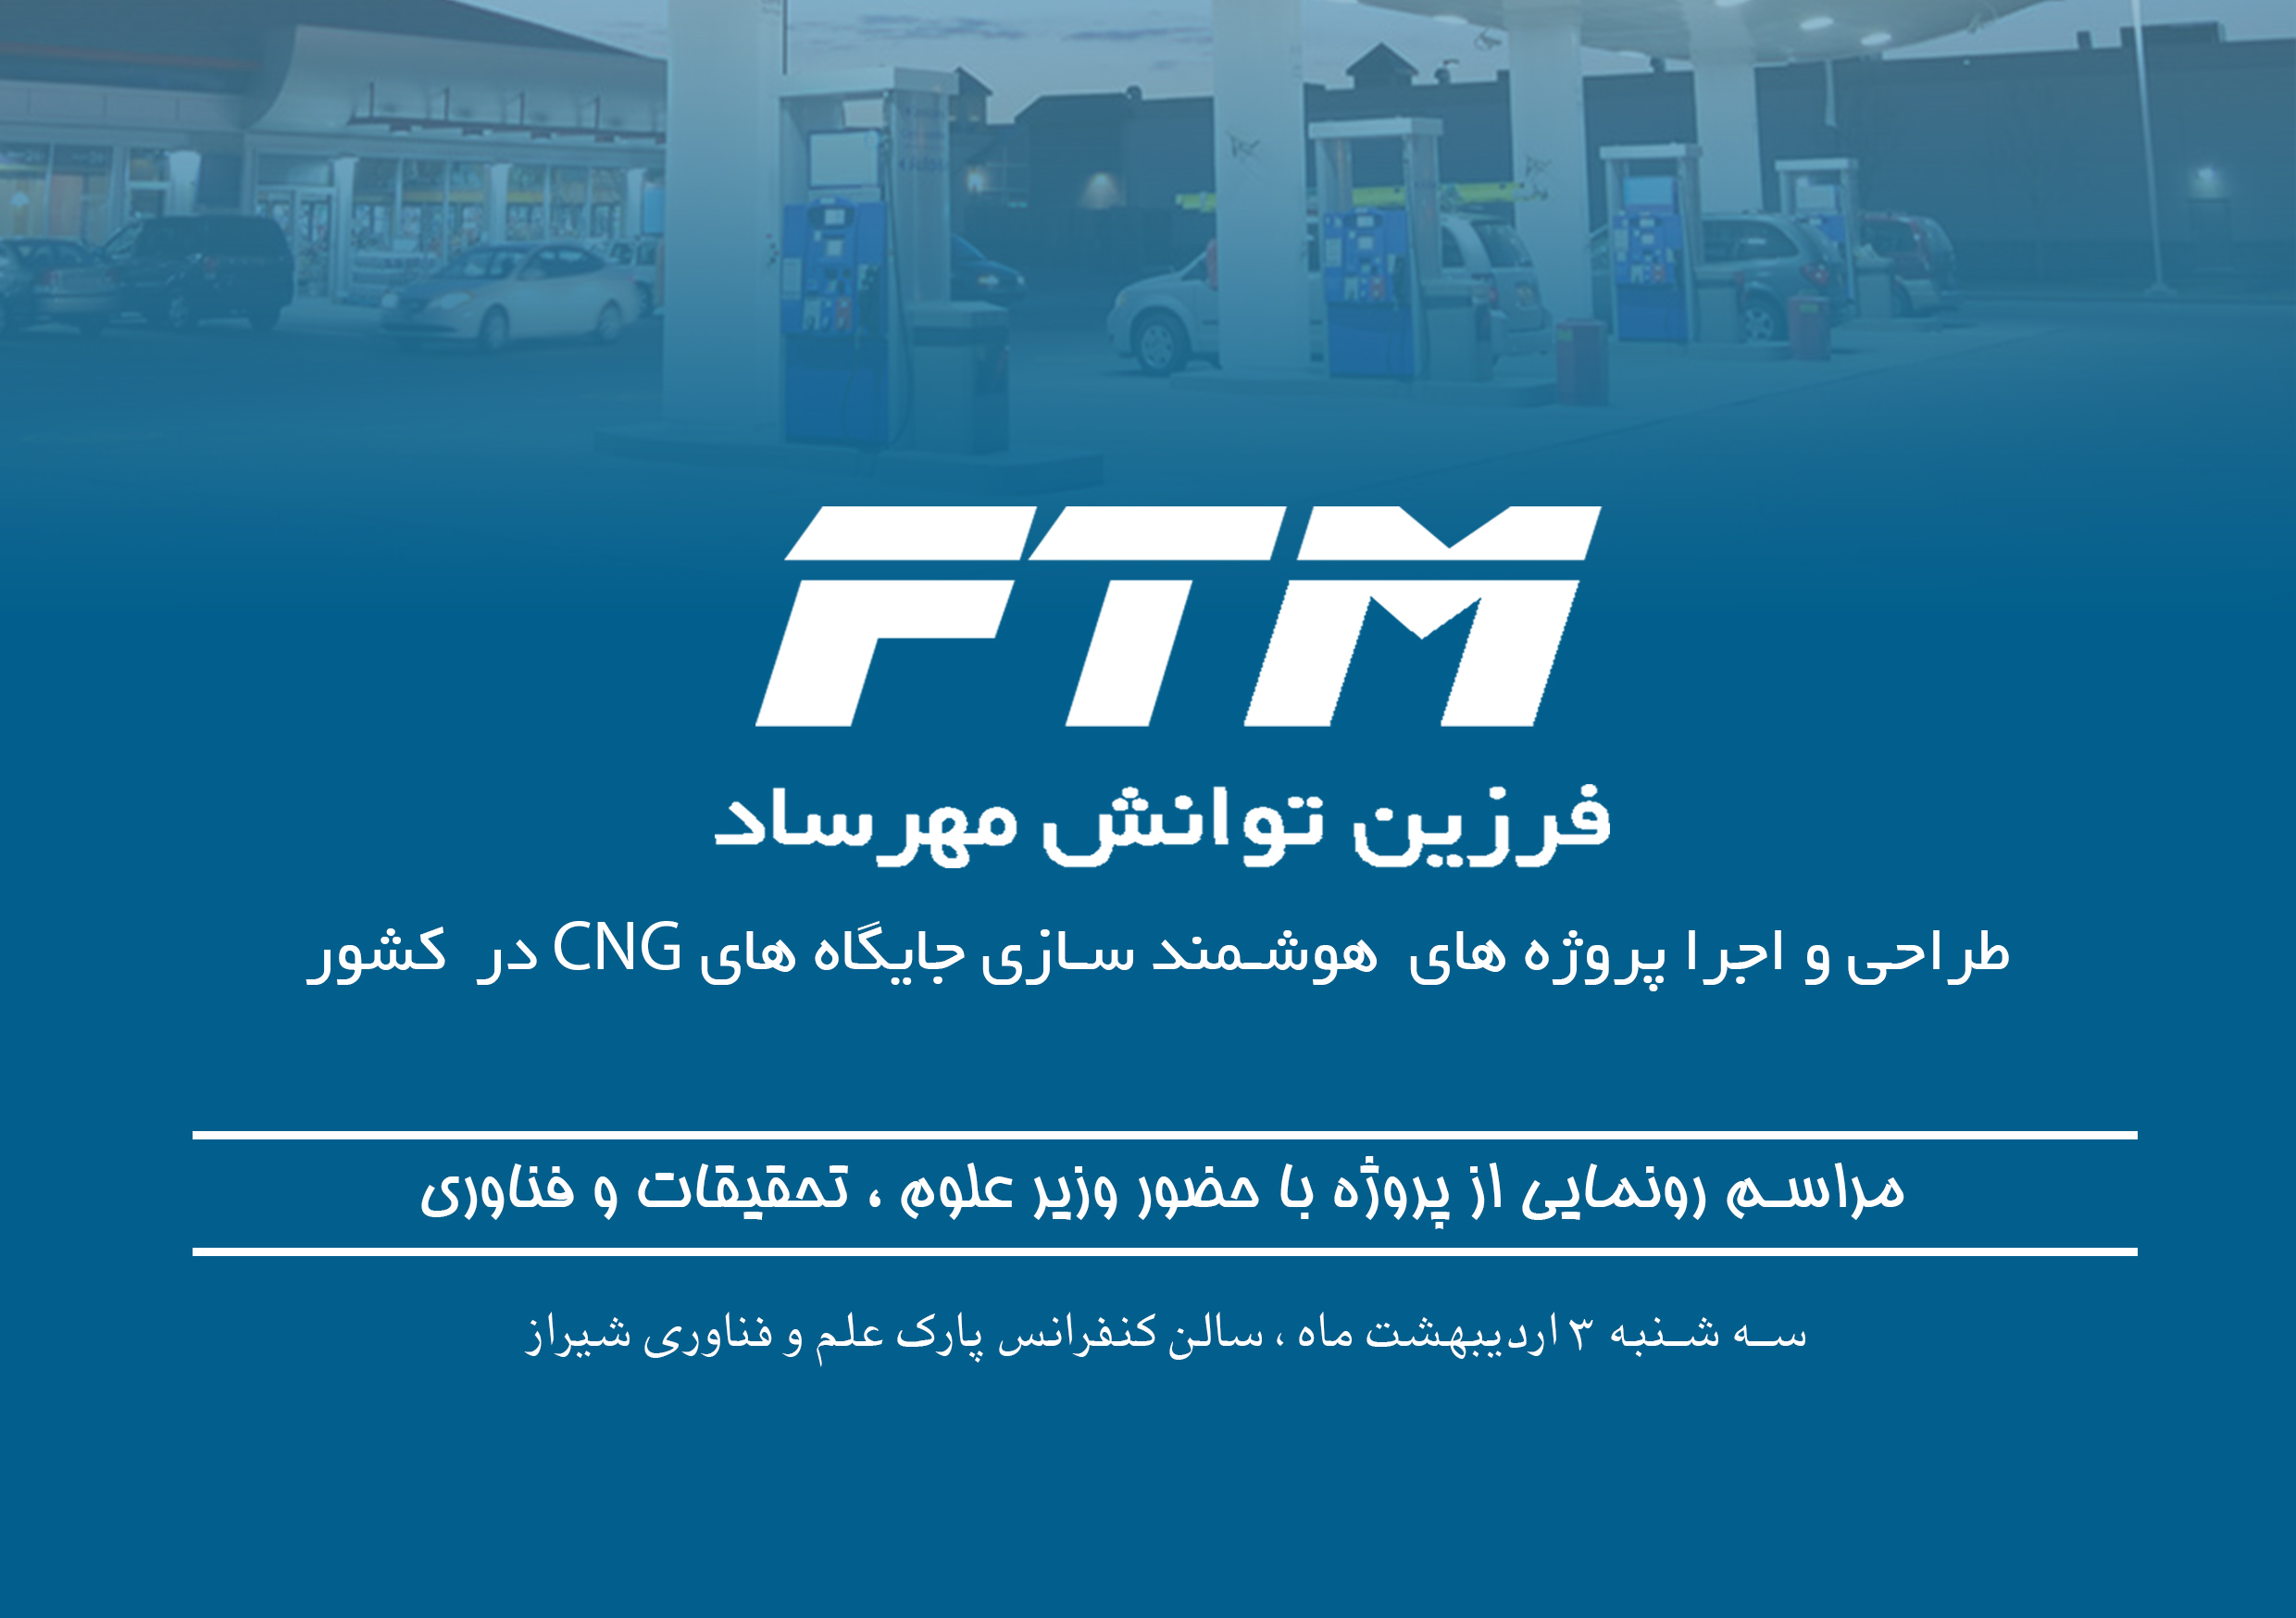 FTM
فرزین توانش مهرساد
طراحی و اجرا پروژه های هوشمند سازی جایگاه های CNG در کشور
مراسم رونمایی از پروژه با حضور وزیر علوم ، تحقیقات و فناوری
سه شنبه ۳ اردیبهشت ماه ، سالن کنفرانس پارک علم و فناوری شیراز